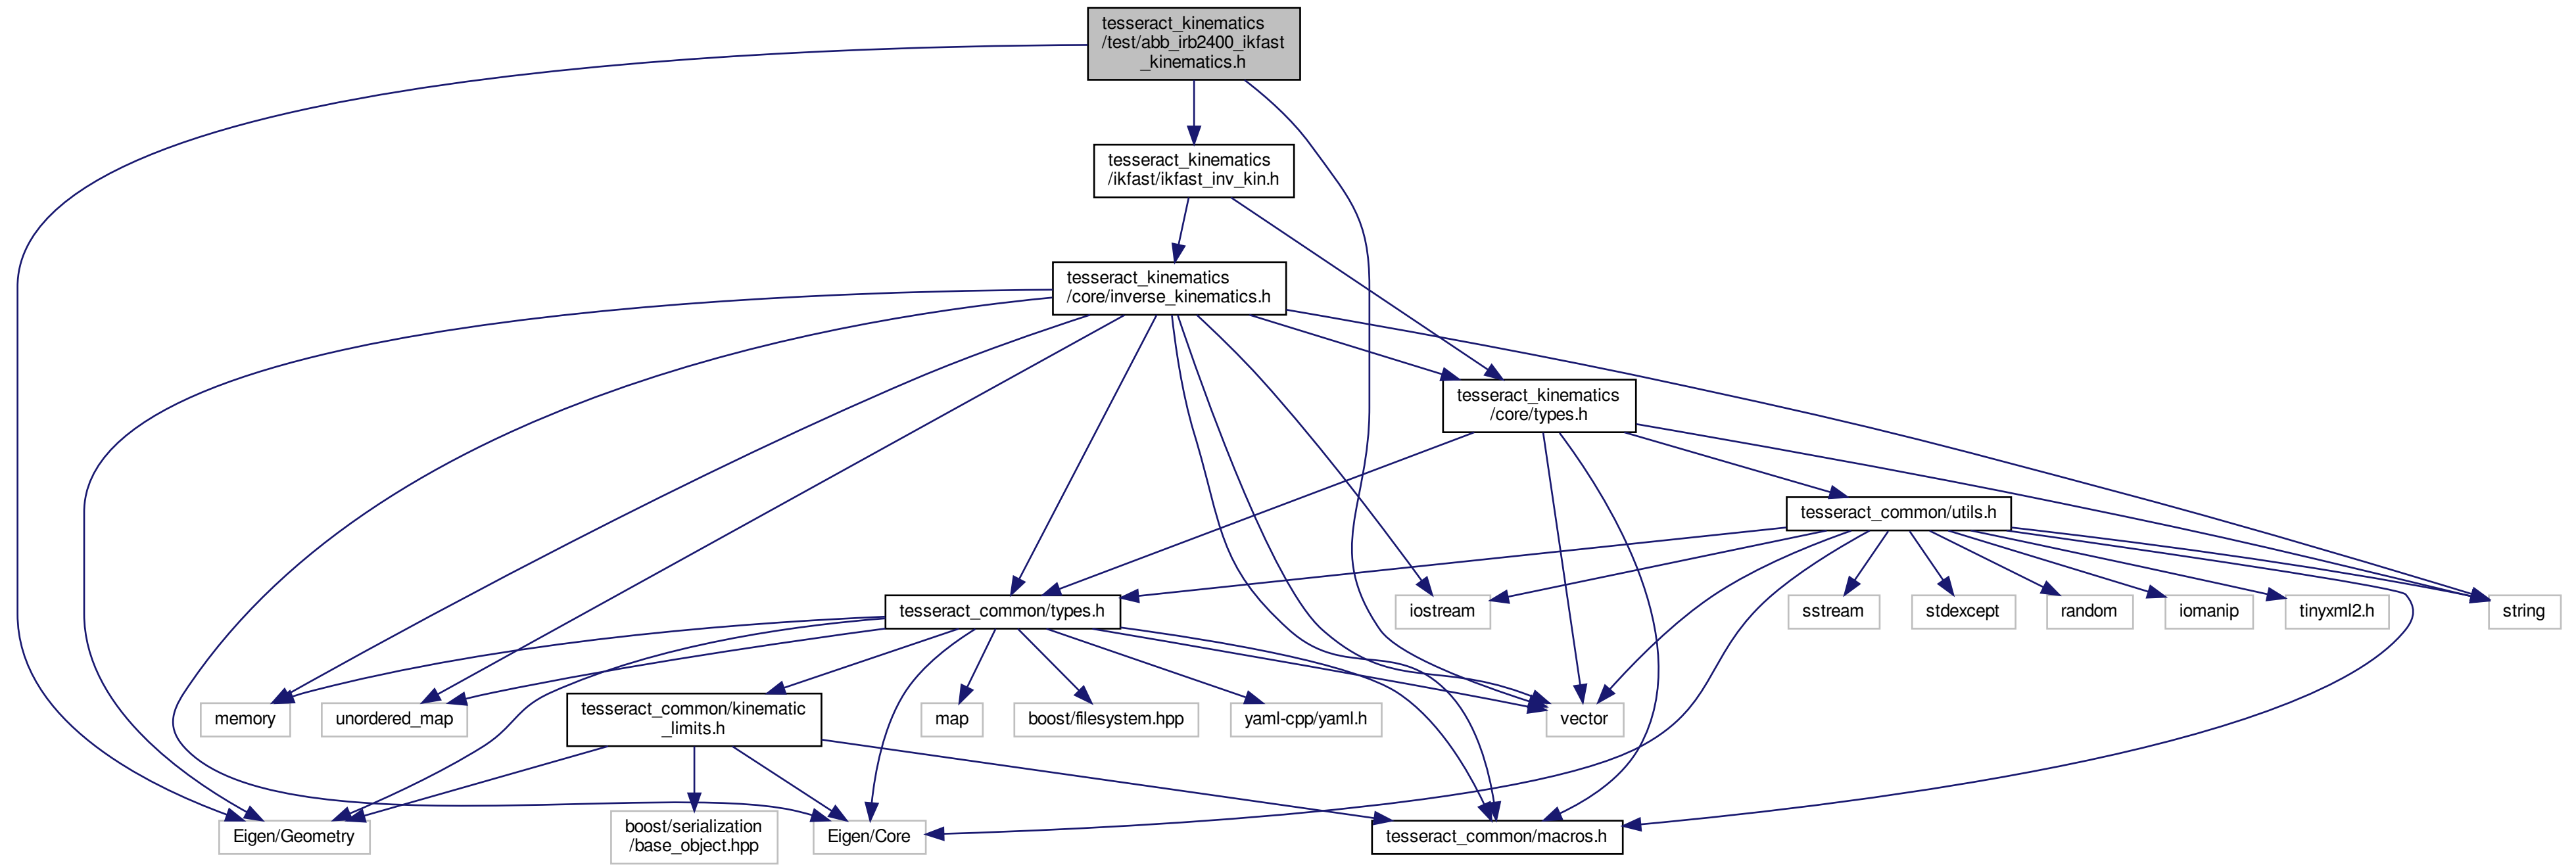 tesseract_kinematics
/test/abb_irb2400_ikfast
_kinematics.h
tesseract_kinematics
/ikfast/ikfast_inv_kin.h
tesseract_kinematics
/core/inverse_kinematics.h
tesseract_kinematics
/core/types.h
tesseract_common/utils.h
tesseract_common/types.h
iostream
sstream
stdexcept
random
iomanip
tinyxml2.h
string
memory
unordered_map
tesseract_common/kinematic
_limits.h
map
boost/filesystem.hpp
yaml-cpp/yaml.h
vector
Eigen/Geometry
boost/serialization
/base_object.hpp
Eigen/Core
tesseract_common/macros.h